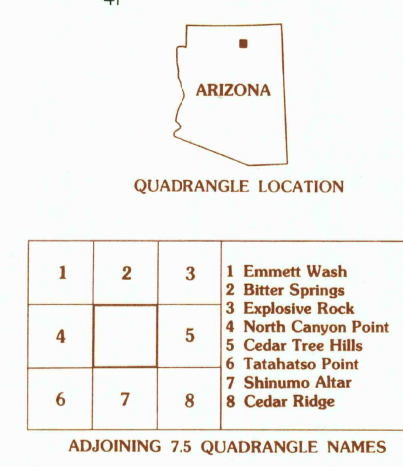 ARIZONA
QUADRANGLE LOCATION
1 2 3
4 5
6 7 8
1 Emmett Wash
2 Bitter Springs
3 Explosive Rock
4 North Canyon Point
5 Cedar Tree Hills
6 Tatahatso Point
7 Shinumo Altar
8 Cedar Ridge
ADJOINING 7.5 QUADRANGLE NAMES